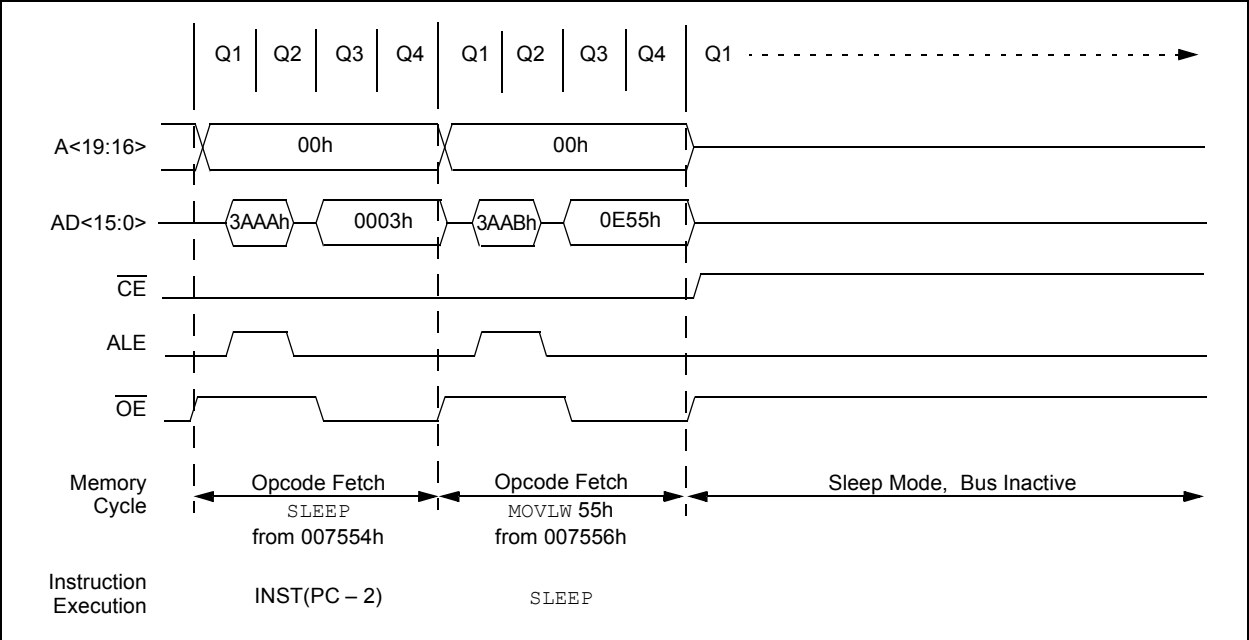 Q1 Q2 Q3 Q4 Q1 Q2 Q3 Q4 Q1
A<19:16> 00h 00h
AD<15:0> 3AAAh 0003h 3AABh 0E55h
CE
ALE
OE
Memory Cycle
Opcode Fetch
SLEEP
from 007554h
Opcode Fetch
MOVLW 55h
from 007556h
Sleep Mode, Bus Inactive
Instruction Execution
INST(PC – 2)
SLEEP